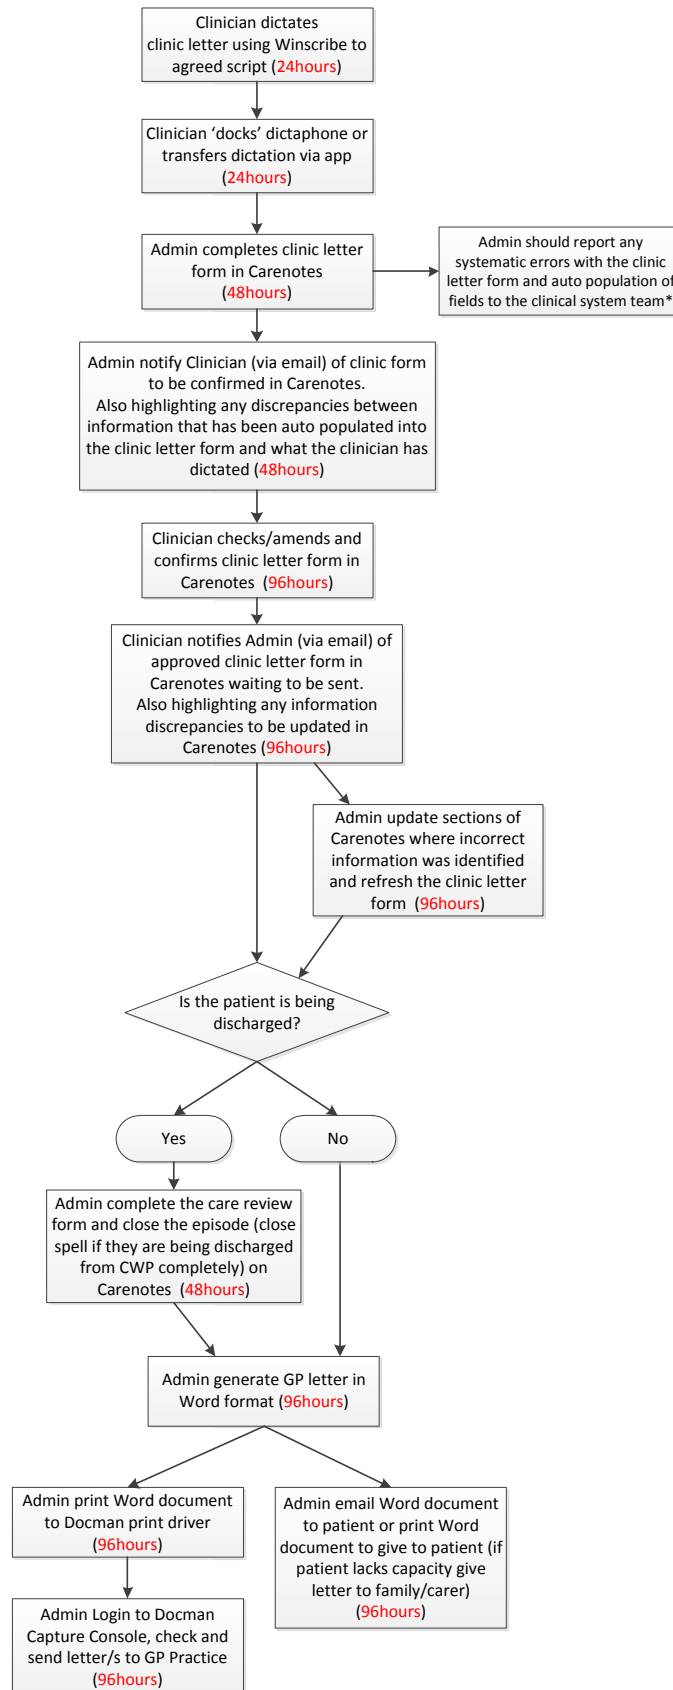 Clinician dictates
clinic letter using Winscribe to
agreed script (24hours)
Clinician ‘docks’ dictaphone or
transfers dictation via app
(24hours)
Admin completes clinic letter
form in Carenotes
(48hours)
Admin should report any
systematic errors with the clinic
letter form and auto population of
fields to the clinical system team*
Admin notify Clinician (via email) of clinic form
to be confirmed in Carenotes.
Also highlighting any discrepancies between
information that has been auto populated into
the clinic letter form and what the clinician has
dictated (48hours)
Clinician checks/amends and
confirms clinic letter form in
Carenotes (96hours)
Clinician notifies Admin (via email) of
approved clinic letter form in
Carenotes waiting to be sent.
Also highlighting any information
discrepancies to be updated in
Carenotes (96hours)
Admin update sections of
Carenotes where incorrect
information was identified
and refresh the clinic letter
form (96hours)
Is the patient is being
discharged?
Yes
No
Admin complete the care review
form and close the episode (close
spell if they are being discharged
from CWP completely) on
Carenotes (48hours)
Admin generate GP letter in
Word format (96hours)
Admin print Word document
to Docman print driver
(96hours)
Admin email Word document
to patient or print Word
document to give to patient (if
patient lacks capacity give
letter to family/carer)
(96hours)
Admin Login to Docman
Capture Console, check and
send letter/s to GP Practice
(96hours)